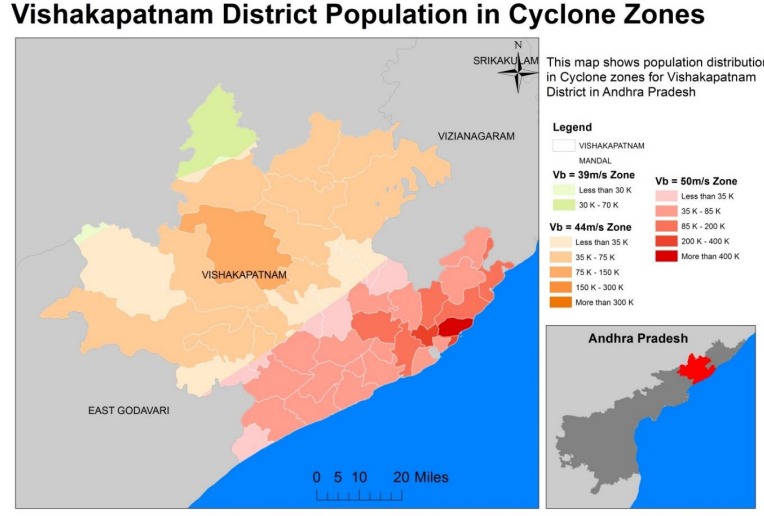 Vishakapatnam District Population in Cyclone Zones
N
SRIKAKULAM
VIZIANAGARAM
VISHAKAPATNAM
EAST GODAVARI
0 5 10 20 Miles
This map shows population distribution
in Cyclone zones for Vishakapatnam
District in Andhra Pradesh
Legend
VISHAKAPATNAM
MANDAL
Vb = 39m/s Zone
Less than 30 K
30 K - 70 K
Vb = 44m/s Zone
Less than 35 K
35 K - 75 K
75 K - 150 K
150 K - 300 K
More than 300 K
Vb = 50m/s Zone
Less than 35 K
35 K - 85 K
85 K - 200 K
200 K - 400 K
More than 400 K
Andhra Pradesh